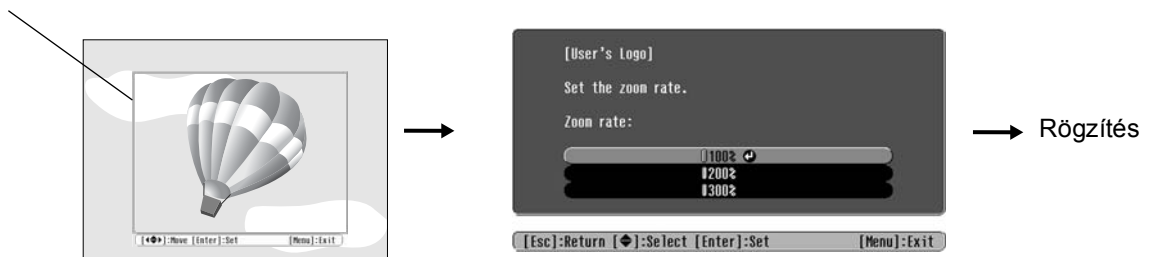 [◂◆▸]:Move [Enter]:Set [Menu]:Exit
[User's Logo]
Set the zoom rate.
Zoom rate:
100%
200%
300%
[Esc]:Return [◆]:Select [Enter]:Set [Menu]:Exit
Rögzítés